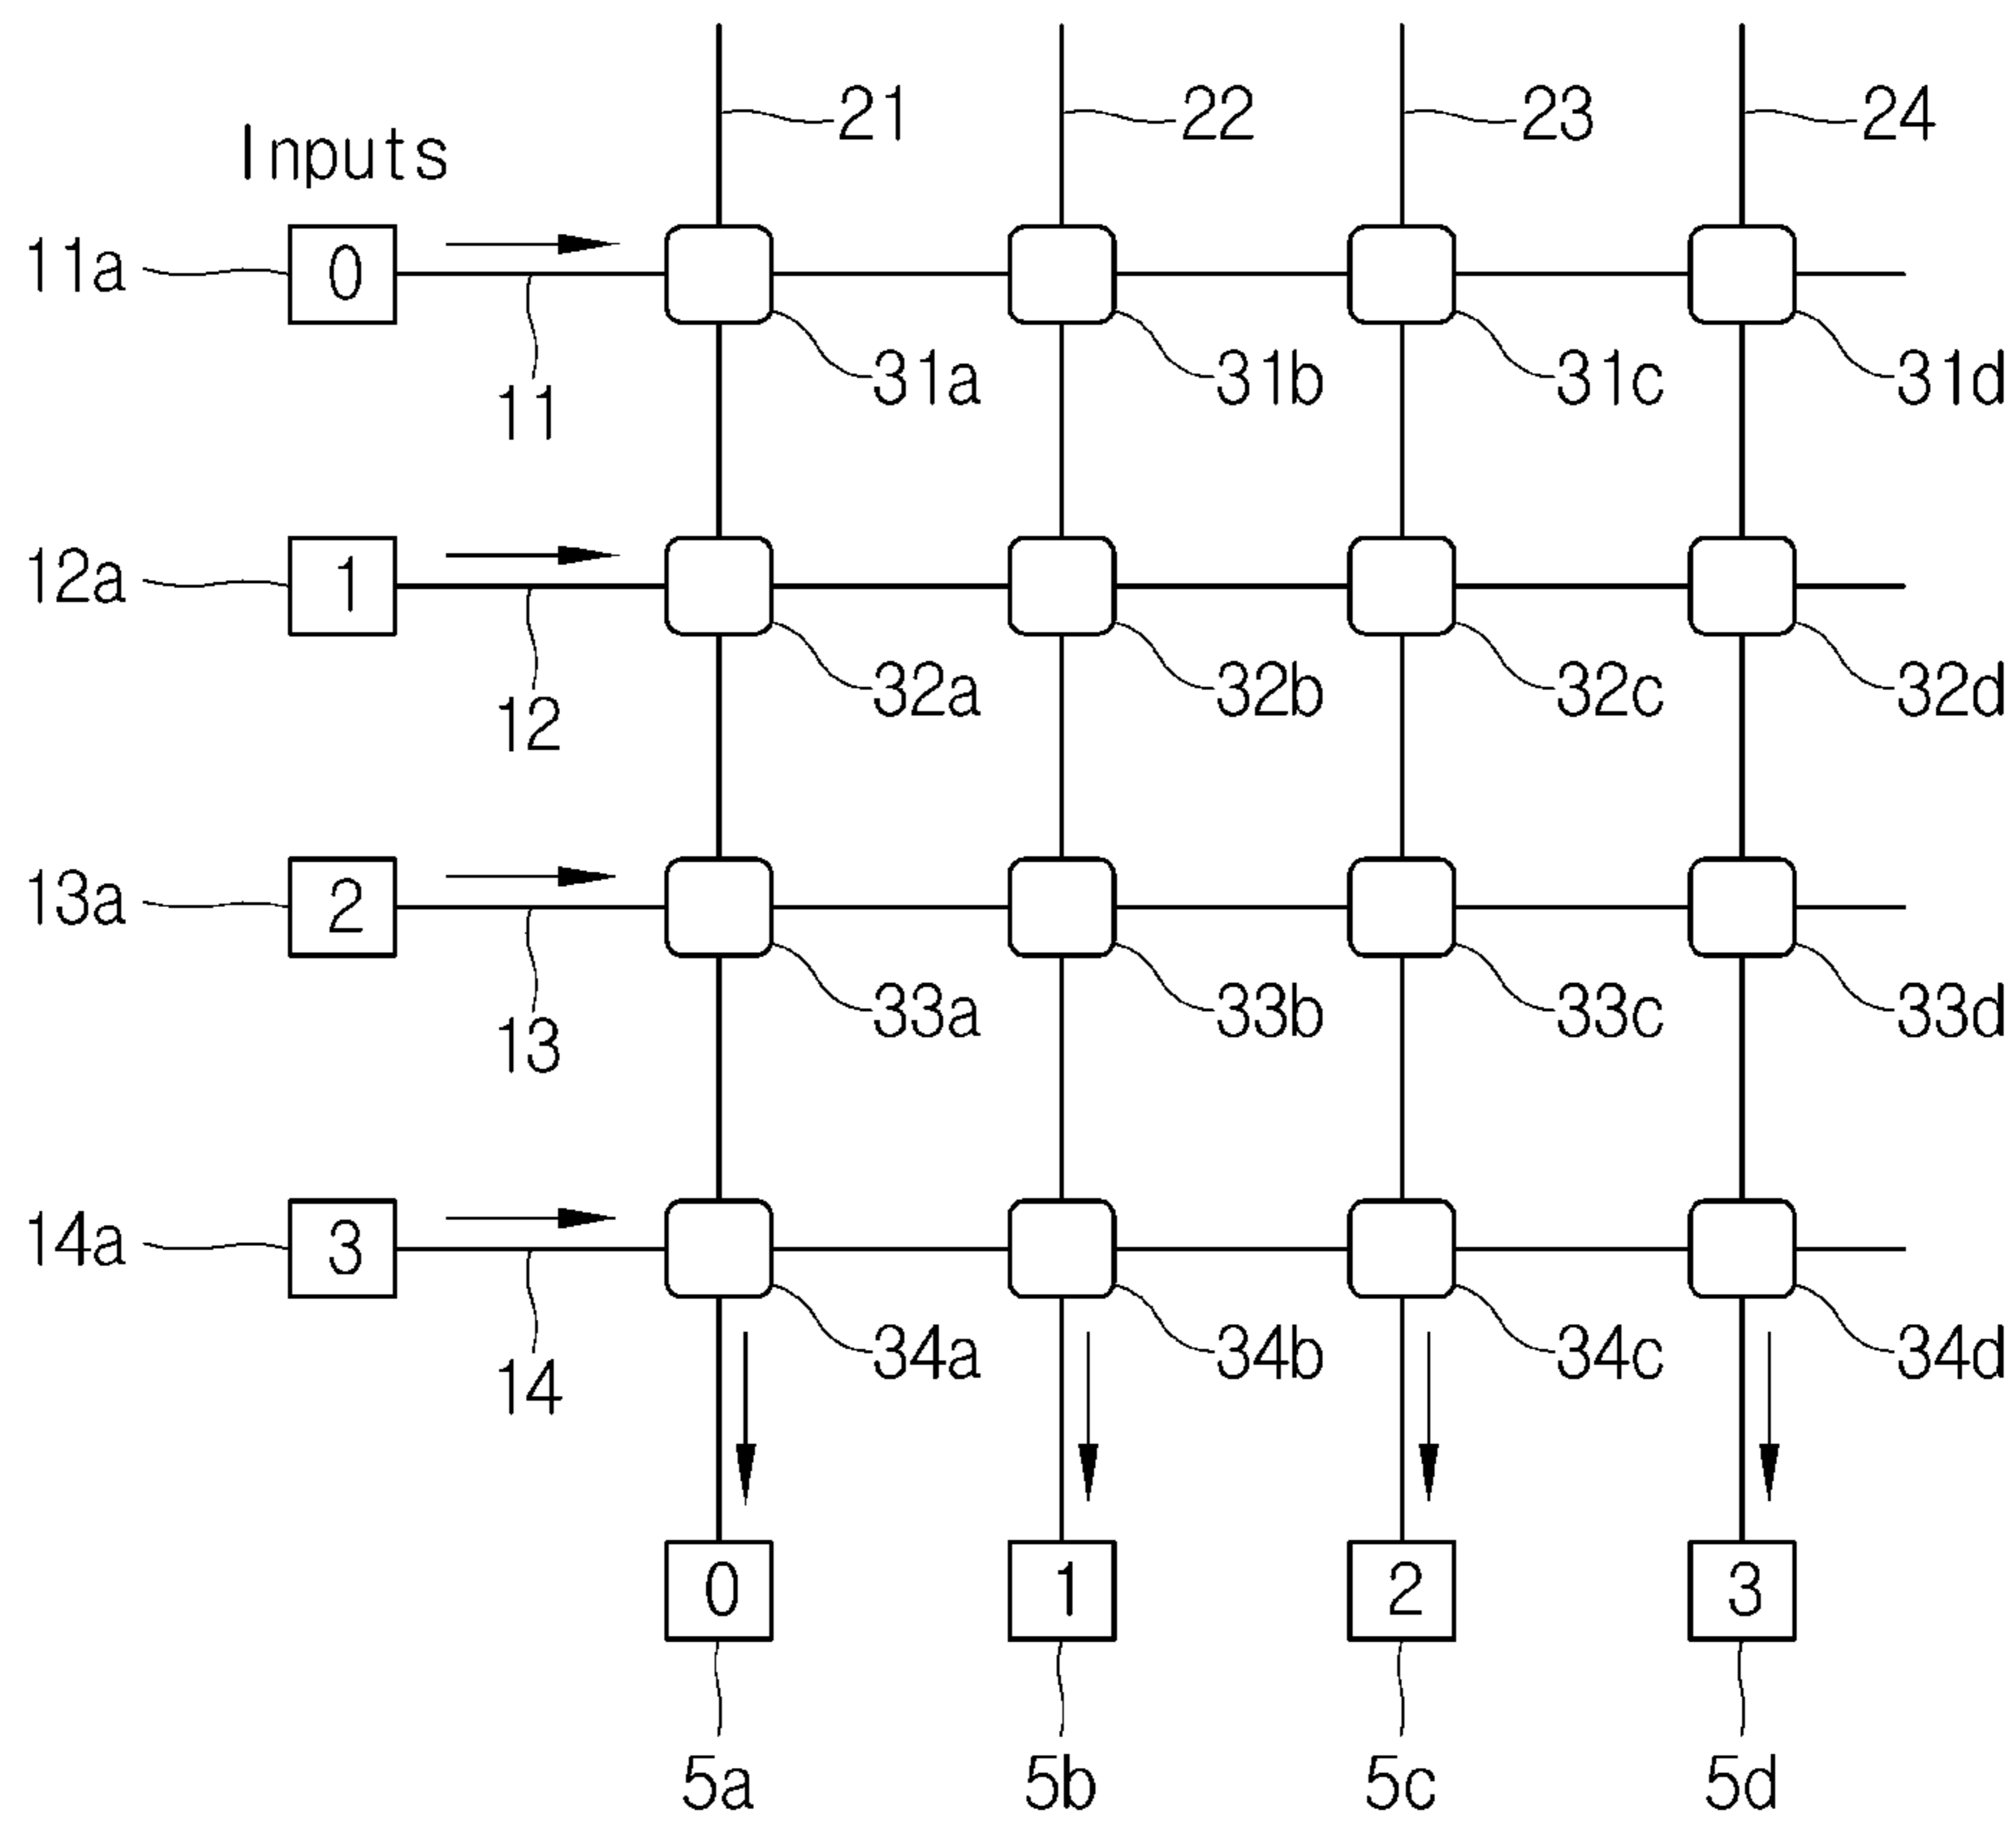 21 22 23 24
Inputs
11a 0
11 31a 31b 31c 31d
12a 1
12 32a 32b 32c 32d
13a 2
13 33a 33b 33c 33d
14a 3
14 34a 34b 34c 34d
0 1 2 3
5a 5b 5c 5d